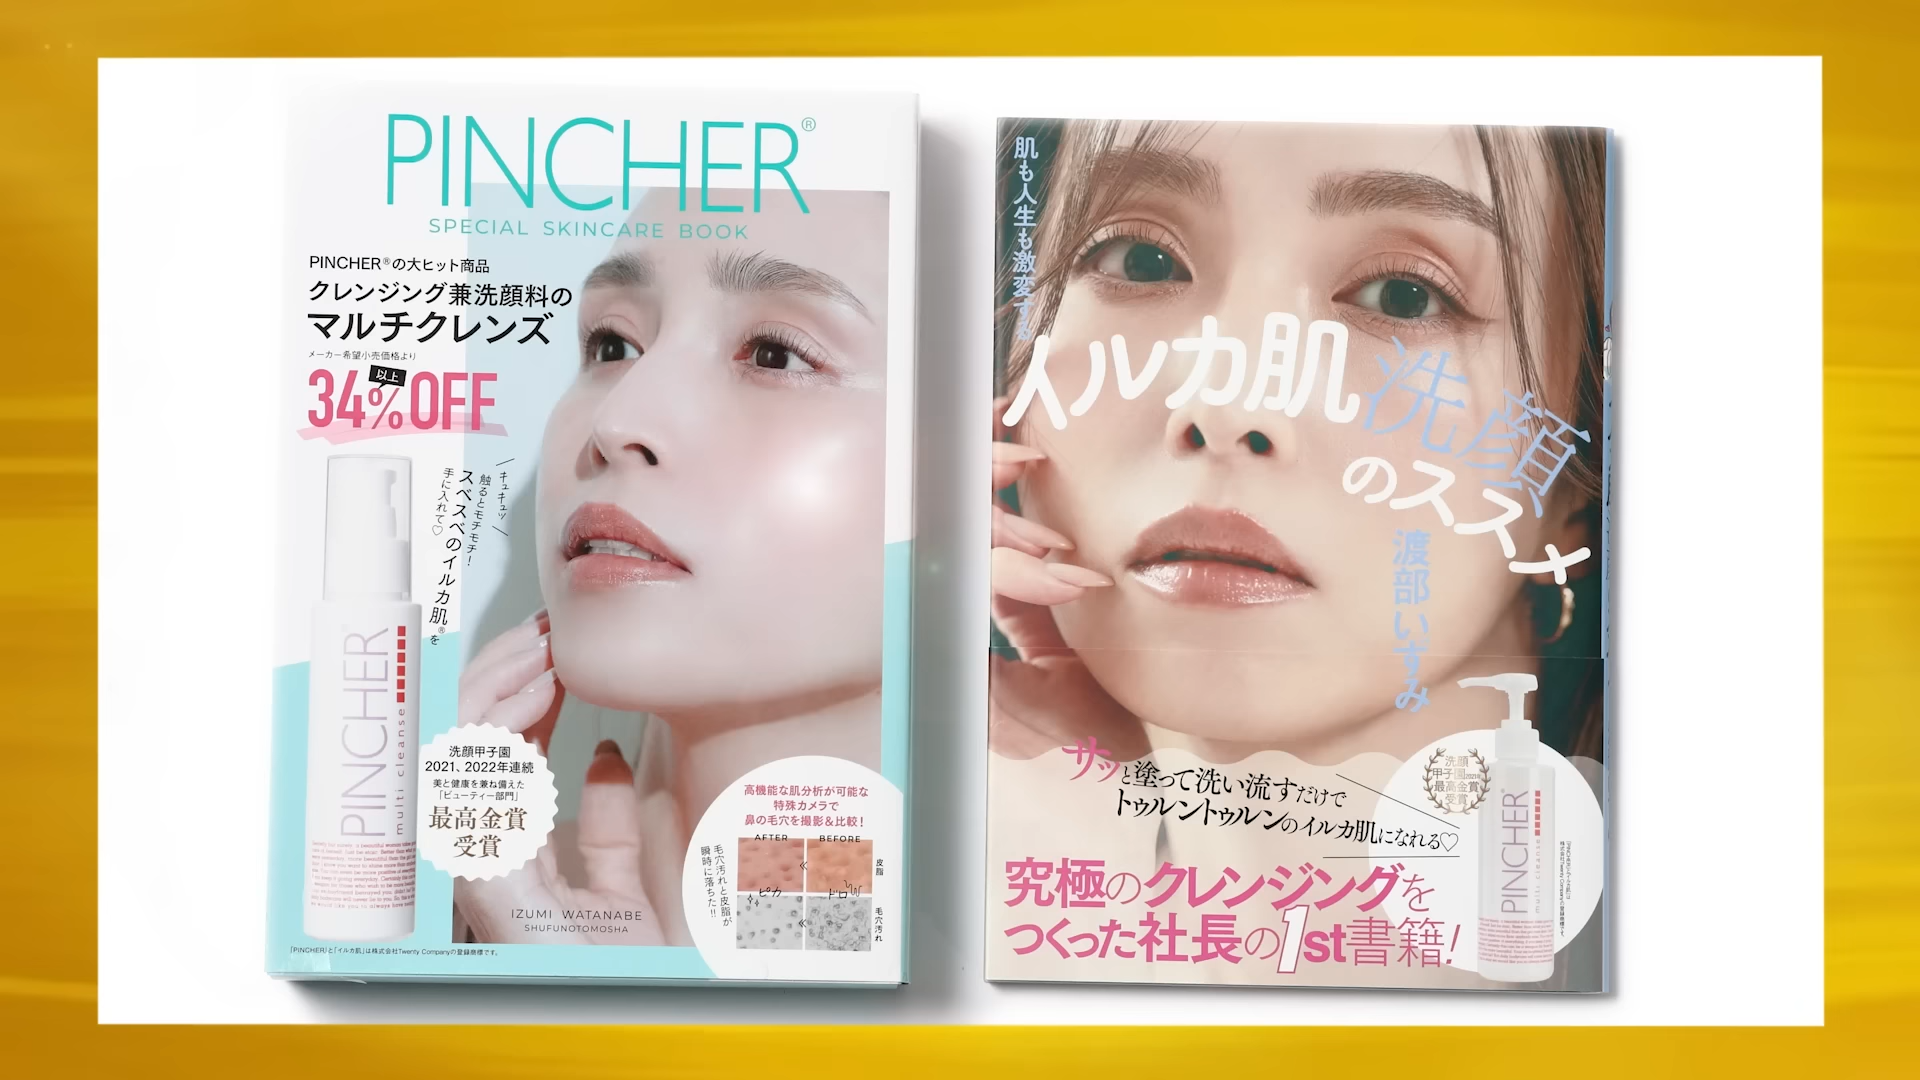 PINCHER®
SPECIAL SKINCARE BOOK
PINCHER®の大ヒット商品
クレンジング兼洗顔料の
マルチクレンズ
メーカー希望小売価格より
34%以上OFF
キュキュッ
触るとモチモチ!
スベスベのイルカ肌®を
手に入れて♡
PINCHER
multi cleanse
洗顔甲子園
2021、2022年連続
美と健康を兼ね備えた
「ビューティー部門」
最高金賞
受賞
高機能な肌分析が可能な
特殊カメラで
鼻の毛穴を撮影&比較!
AFTER
BEFORE
皮脂
ピカ
ドロ
毛穴汚れ
毛穴汚れと皮脂が
瞬時に落ちた!!
IZUMI WATANABE
SHUFUNOTOMOSHA
「PINCHER」と「イルカ肌」は株式会社Twenty Companyの登録商標です。
肌も人生も激変する
イルカ肌洗顔
のススメ
渡部いずみ
サッと塗って洗い流すだけで
トゥルントゥルンのイルカ肌になれる♡
洗顔
甲子園2021年
最高金賞
受賞
PINCHER®
multi cleanse
究極のクレンジングを
つくった社長の1st書籍!